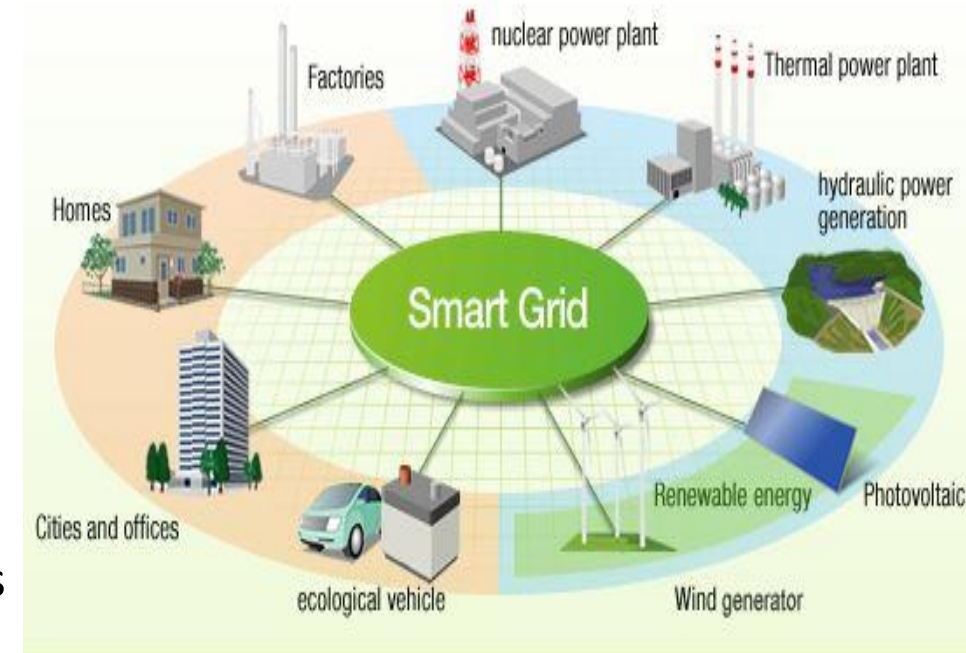 nuclear power plant
Factories
Thermal power plant
hydraulic power
generation
Homes
Smart Grid
Renewable energy
Photovoltaic
Cities and offices
s
ecological vehicle
Wind generator